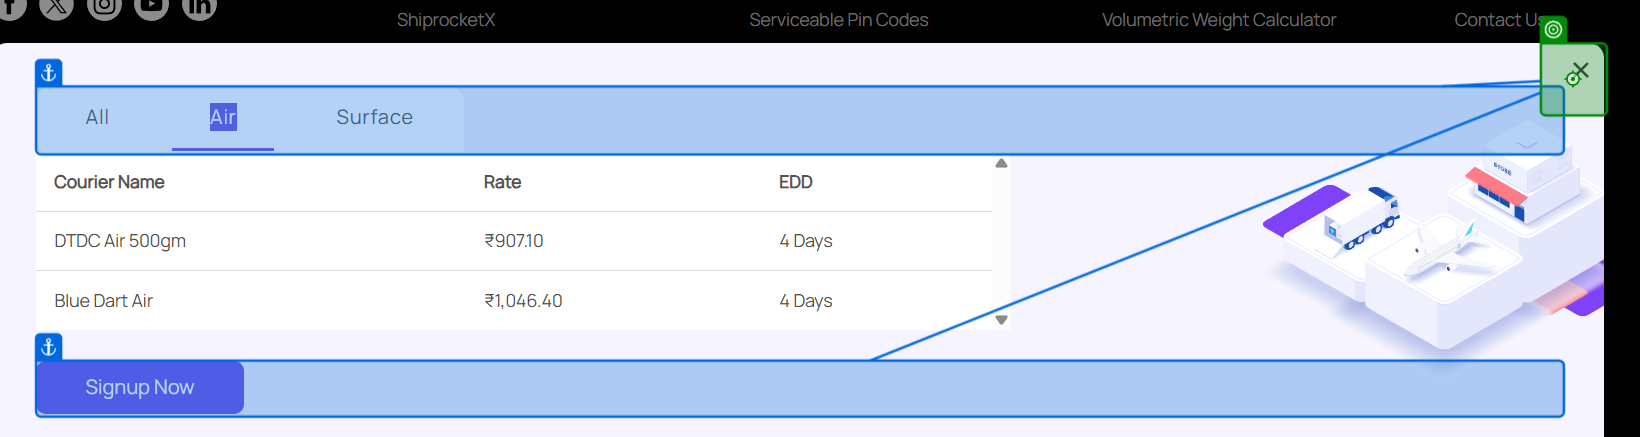 ShiprocketX Serviceable Pin Codes Volumetric Weight Calculator Contact Us
All Air Surface
Courier Name Rate EDD
STORE
DTDC Air 500gm ₹907.10 4 Days
Blue Dart Air ₹1,046.40 4 Days
Signup Now